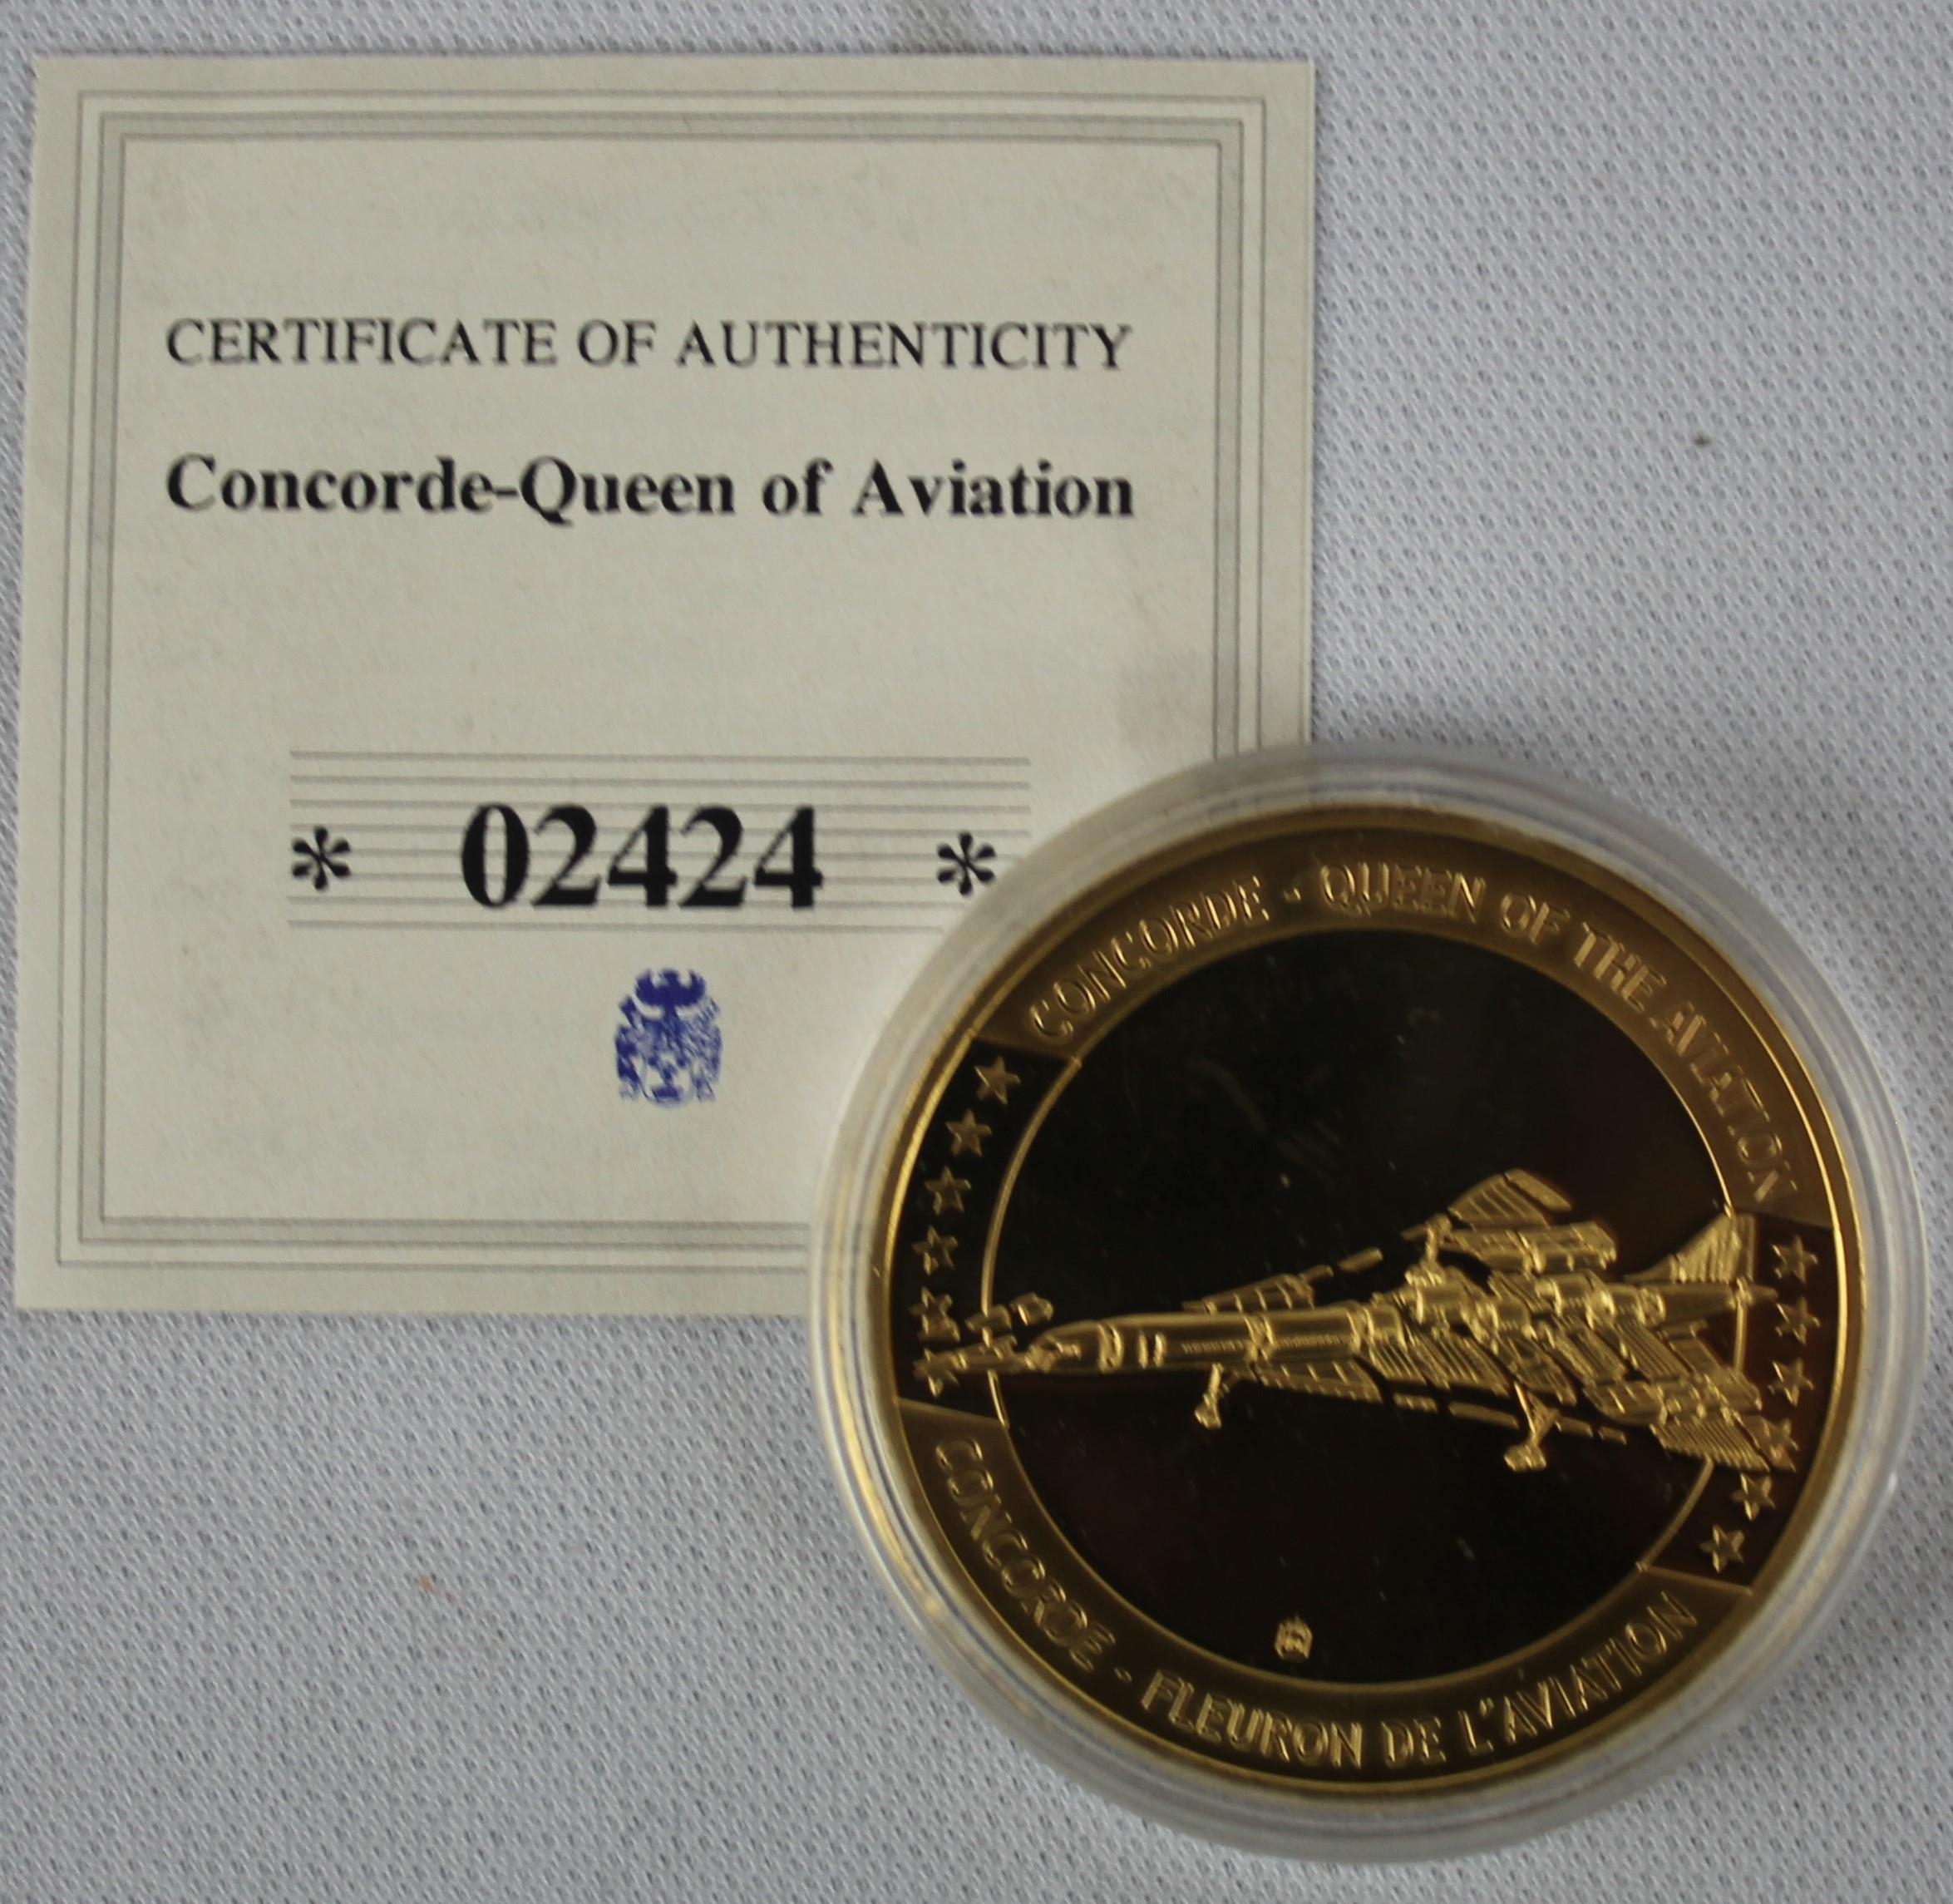 CERTIFICATE OF AUTHENTICITY
Concorde-Queen of Aviation
* 02424 *
CONCORDE - QUEEN OF THE AVIATION
CONCORDE - FLEURON DE L'AVIATION